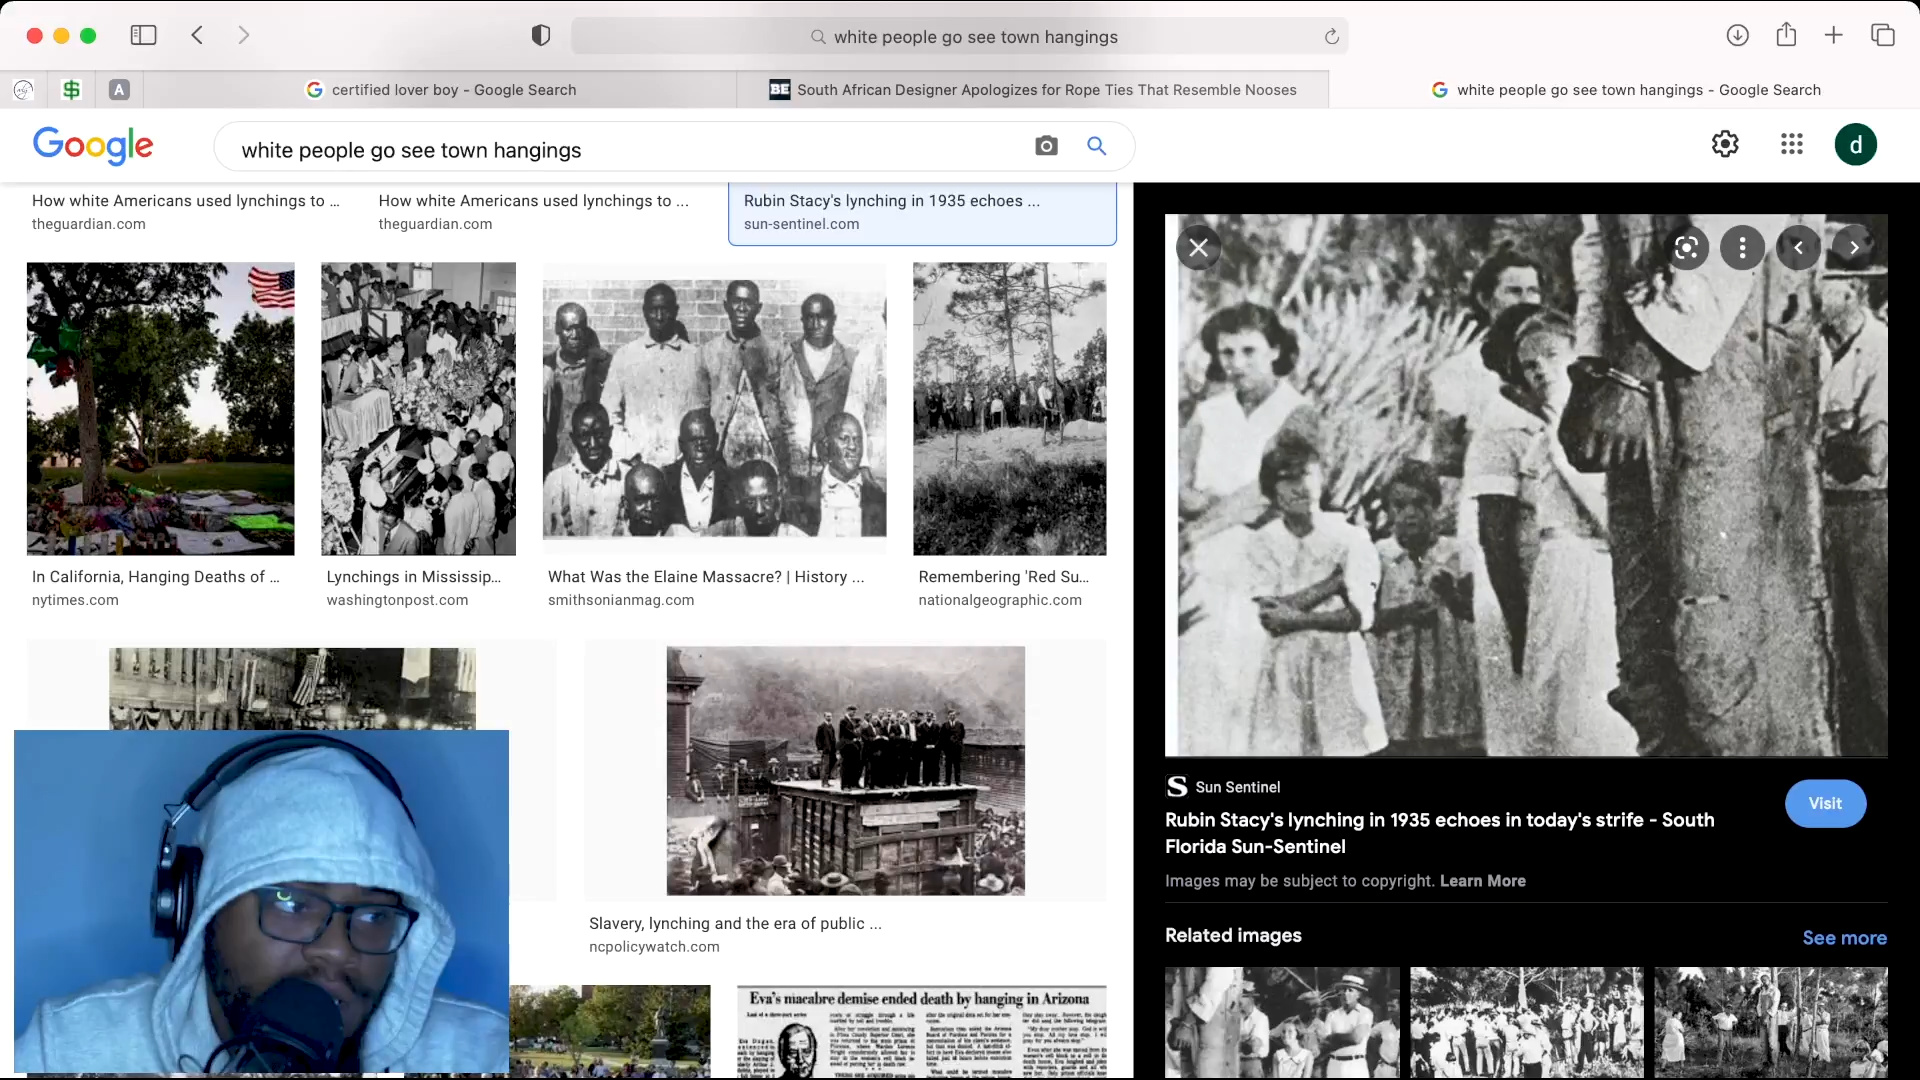 white people go see town hangings
A
certified lover boy - Google Search
BE
South African Designer Apologizes for Rope Ties That Resemble Nooses
white people go see town hangings - Google Search
Google
white people go see town hangings
d
How white Americans used lynchings to ...
theguardian.com
How white Americans used lynchings to ...
theguardian.com
Rubin Stacy's lynching in 1935 echoes ...
sun-sentinel.com
In California, Hanging Deaths of ...
nytimes.com
Lynchings in Mississip...
washingtonpost.com
What Was the Elaine Massacre? | History ...
smithsonianmag.com
Remembering 'Red Su...
nationalgeographic.com
Slavery, lynching and the era of public ...
ncpolicywatch.com
Eva's macabre demise ended death by hanging in Arizona
S Sun Sentinel
Visit
Rubin Stacy's lynching in 1935 echoes in today's strife - South
Florida Sun-Sentinel
Images may be subject to copyright. Learn More
Related images
See more